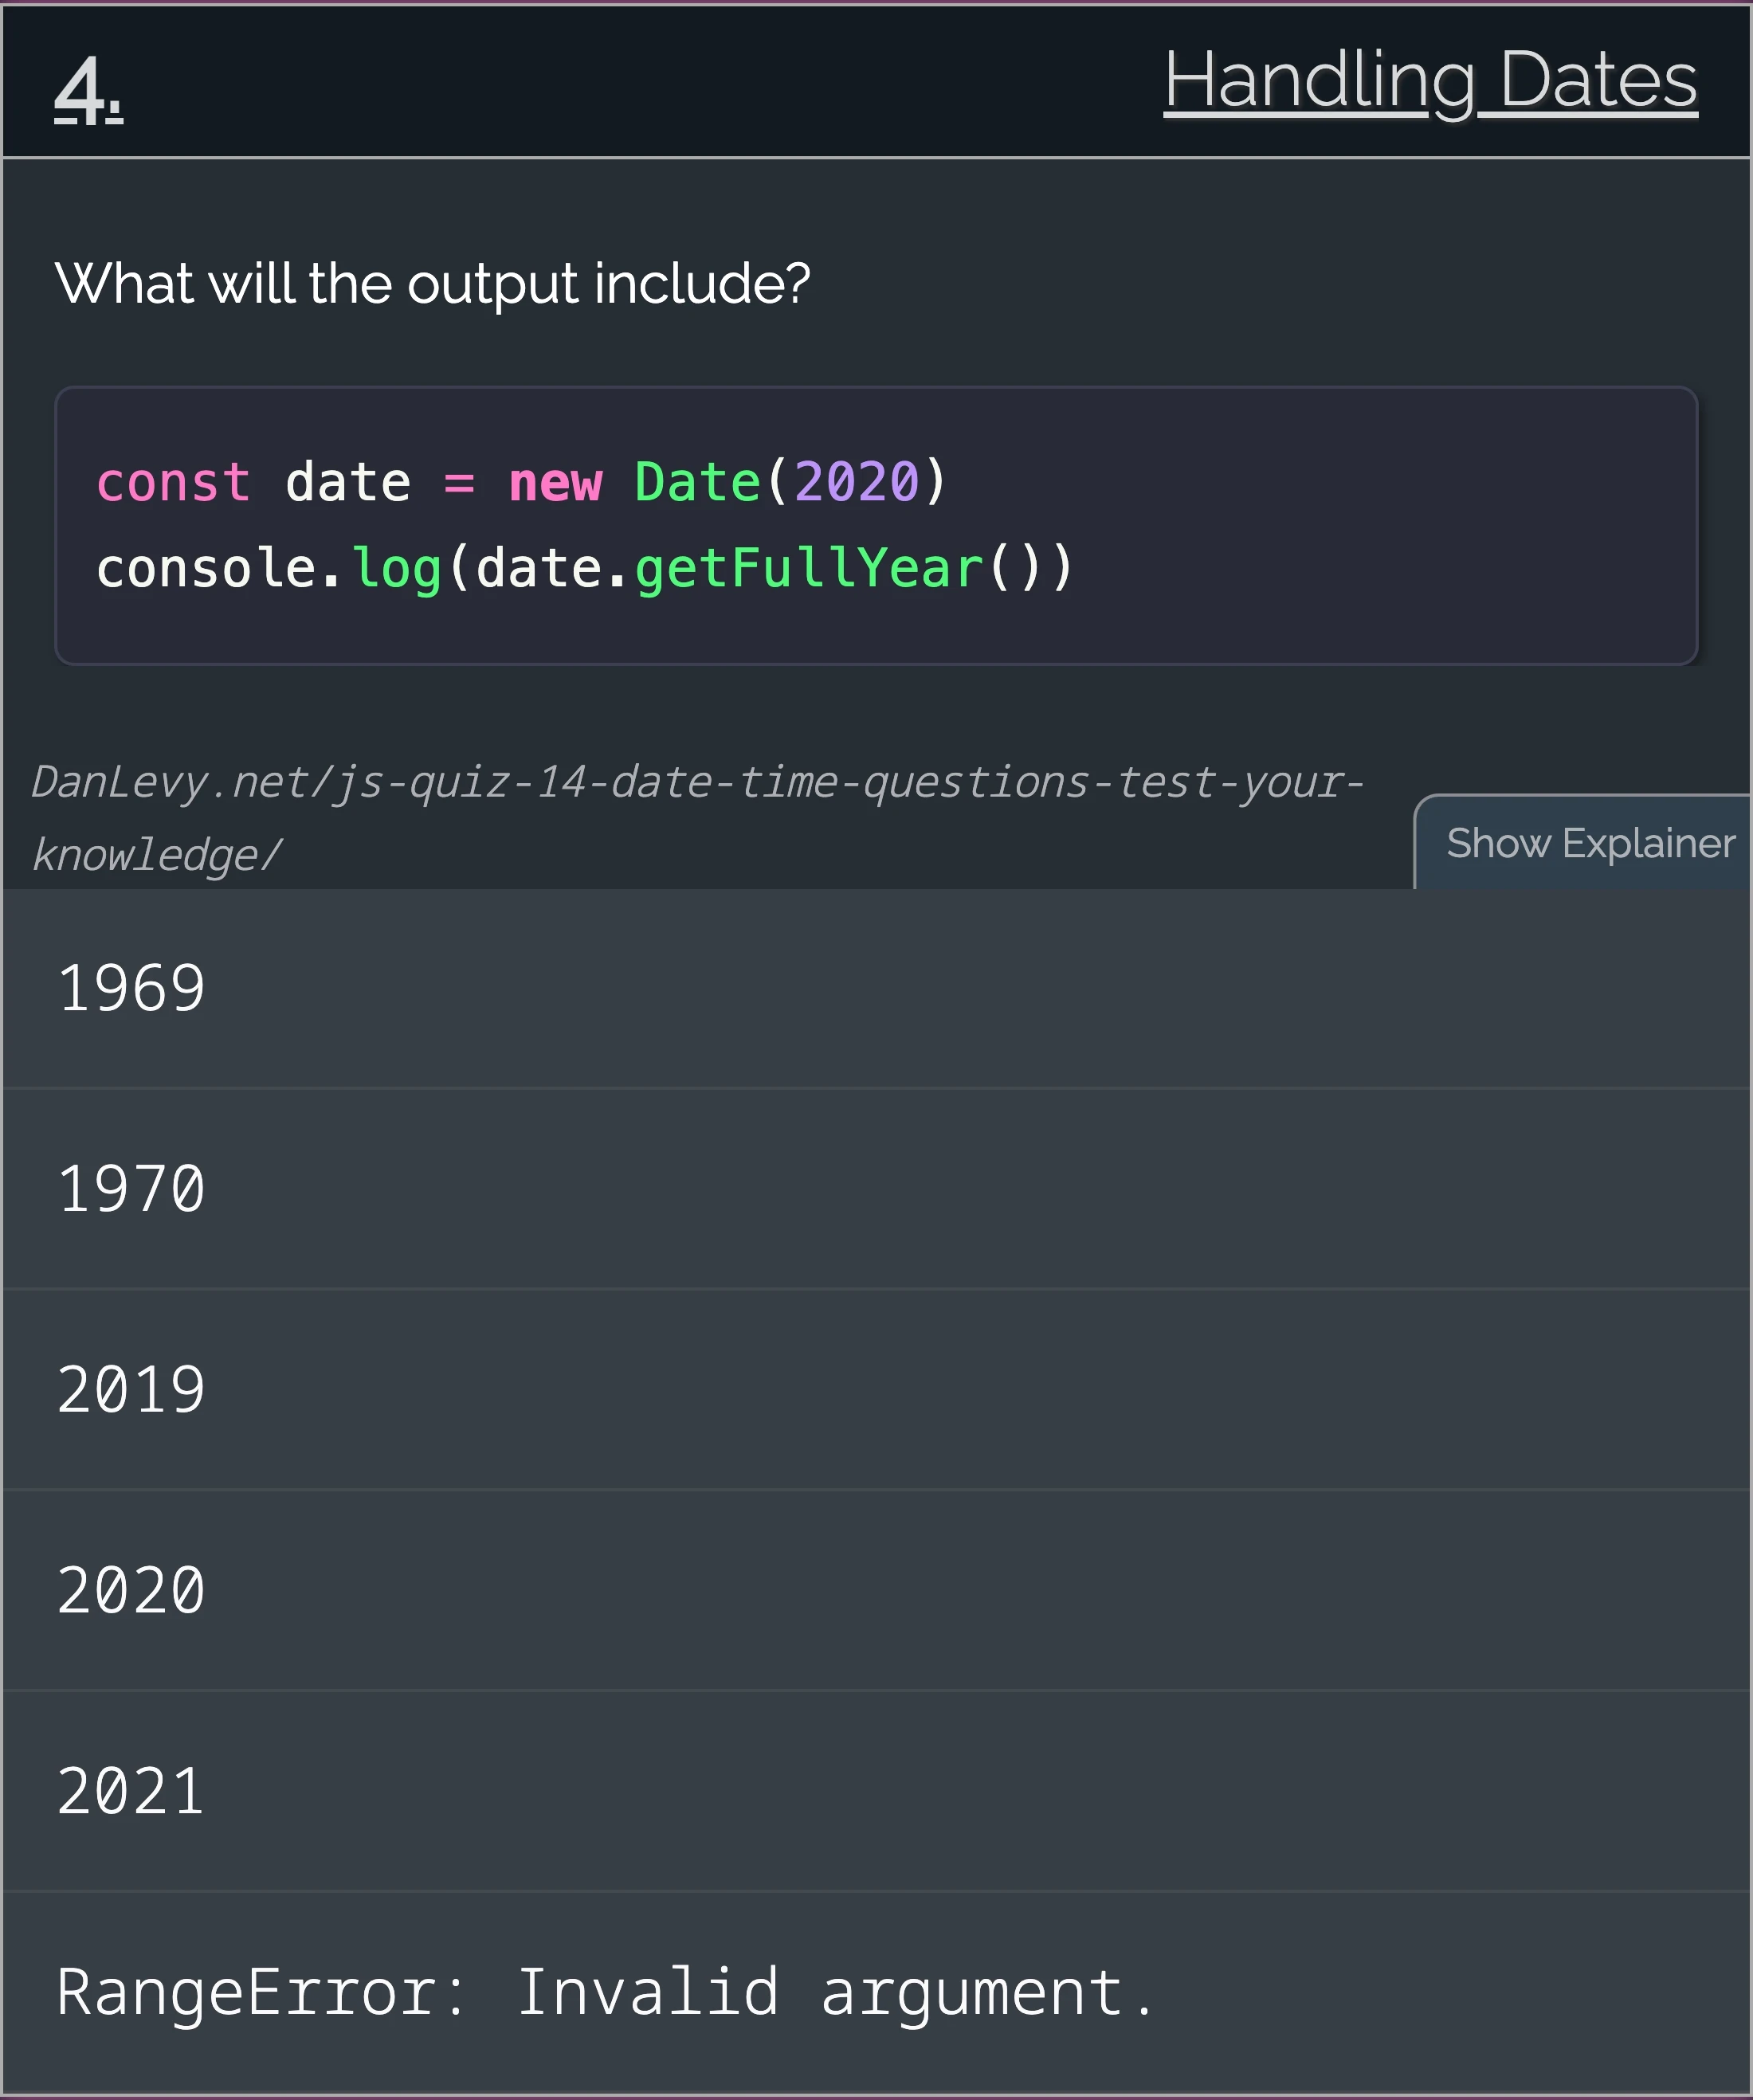 4.
Handling Dates
What will the output include?
const date = new Date(2020)
console.log(date.getFullYear())
DanLevy.net/js-quiz-14-date-time-questions-test-your-
knowledge/
Show Explainer
1969
1970
2019
2020
2021
RangeError: Invalid argument.